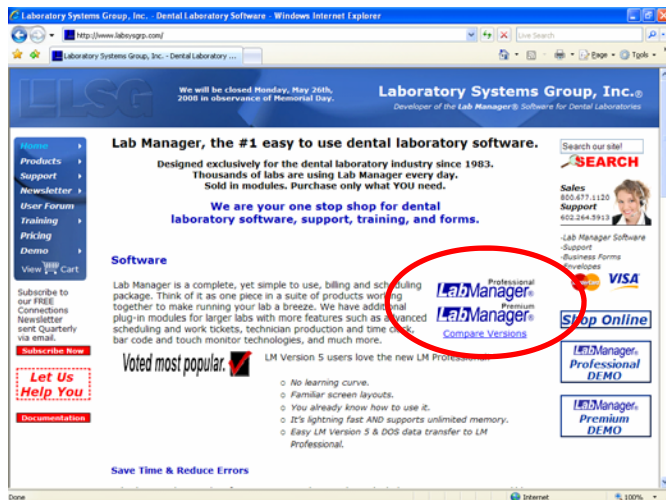 Laboratory Systems Group, Inc. - Dental Laboratory Software - Windows Internet Explorer
http://www.labsysgrp.com/
Live Search
Laboratory Systems Group, Inc. - Dental Laboratory ...
Page
Tools
LSG
We will be closed Monday, May 26th,
2008 in observance of Memorial Day.
Laboratory Systems Group, Inc.®
Developer of the Lab Manager® Software for Dental Laboratories
Home
Products
Support
Newsletter
User Forum
Training
Pricing
Demo
View Cart
Subscribe to
our FREE
Connections
Newsletter
sent Quarterly
via email.
Subscribe Now
Let Us
Help You
Documentation
Lab Manager, the #1 easy to use dental laboratory software.
Designed exclusively for the dental laboratory industry since 1983.
Thousands of labs are using Lab Manager every day.
Sold in modules. Purchase only what YOU need.
We are your one stop shop for dental
laboratory software, support, training, and forms.
Software
Lab Manager is a complete, yet simple to use, billing and scheduling
package. Think of it as one piece in a suite of products working
together to make running your lab a breeze. We have additional
plug-in modules for larger labs with more features such as advanced
scheduling and work tickets, technician production and time clock,
bar code and touch monitor technologies, and much more.
Professional
LabManager®
Premium
LabManager®
Compare Versions
Voted most popular.
LM Version 5 users love the new LM Professional.
No learning curve.
Familiar screen layouts.
You already know how to use it.
It's lightning fast AND supports unlimited memory.
Easy LM Version 5 & DOS data transfer to LM
Professional.
Save Time & Reduce Errors
Search our site!
SEARCH
Sales
800.677.1120
Support
602.264.5913
-Lab Manager Software
-Support
-Business Forms
-Envelopes
MasterCard
VISA
Shop Online
LabManager®
Professional
DEMO
LabManager®
Premium
DEMO
Done
Internet
100%